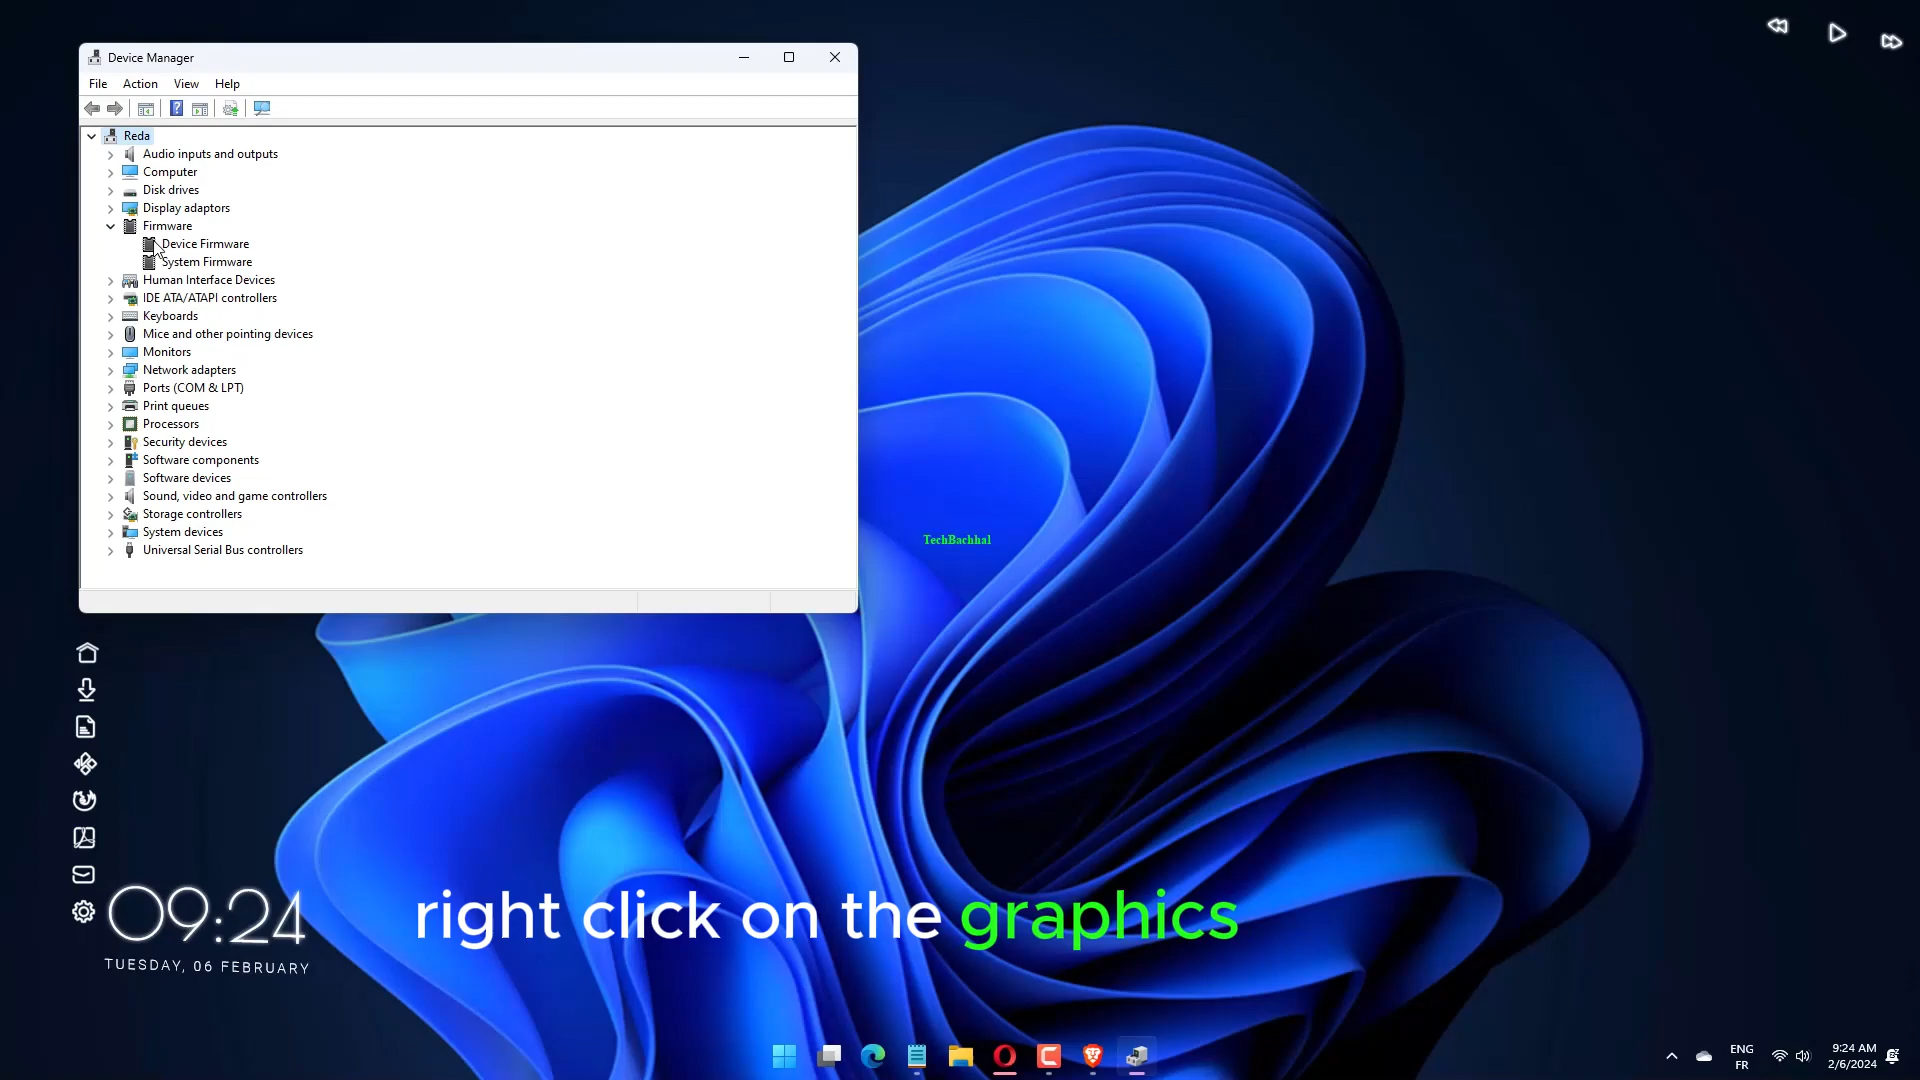 Device Manager
File Action View Help
Reda
Audio inputs and outputs
Computer
Disk drives
Display adaptors
Firmware
Device Firmware
System Firmware
Human Interface Devices
IDE ATA/ATAPI controllers
Keyboards
Mice and other pointing devices
Monitors
Network adapters
Ports (COM & LPT)
Print queues
Processors
Security devices
Software components
Software devices
Sound, video and game controllers
Storage controllers
System devices
Universal Serial Bus controllers
TechBachhal
09:24
TUESDAY, 06 FEBRUARY
right click on the graphics
ENG
FR
9:24 AM
2/6/2024